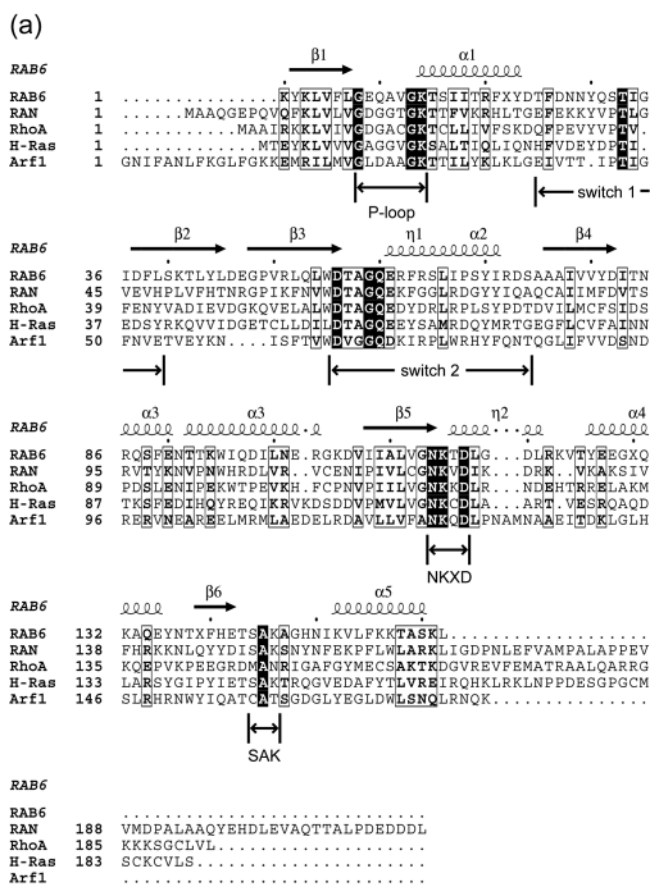 (a)
β1 α1
RAB6
RAB6 1 ...............KYKLVFLGEQAVGKTSIITRFXYDTFDNNYQSTIG
RAN 1 ......MAAQGEPQVQFKLVLVGDGGTGKTTFVKRHLTGEFEKKYVPTLG
RhoA 1 ...........MAAIRKKLVIVGDGACGKTCLLIVFSKDQFPEVYVPTV.
H-Ras 1 .............MTEYKLVVVGAGGVGKSALTIQLIQNHFVDEYDPTI.
Arf1 1 GNIFANLFKGLFGKKEMRILMVGLDAAGKTTILYKLKLGEIVTT.IPTIG
P-loop switch 1
β2 β3 η1 α2 β4
RAB6
RAB6 36 IDFLSKTLYLDEGPVRLQLWDTAGQERFRSLIPSYIRDSAAAIVVYDITN
RAN 45 VEVHPLVFHTNRGPIKFNVWDTAGQEKFGGLRDGYYIQAQCAIIMFDVTS
RhoA 39 FENYVADIEVDGKQVELALWDTAGQEDYDRLRPLSYPDTDVILMCFSIDS
H-Ras 37 EDSYRKQVVIDGETCLLDILDTAGQEEYSAMRDQYMRTGEGFLCVFAINN
Arf1 50 FNVETVEYKN....ISFTVWDVGGQDKIRPLWRHYFQNTQGLIFVVDSND
switch 2
α3 α3 β5 η2 α4
RAB6
RAB6 86 RQSFENTTKWIQDILNE.RGKDVIIALVGNKTDLG...DLRKVTYEEGXQ
RAN 95 RVTYKNVPNWHRDLVR..VCENIPIVLCGNKVDIK...DRK.VKAKSIV
RhoA 89 PDSLENIPEKWTPEVKH.FCPNVPIILVGNKKDLR...NDEHTRRELAKM
H-Ras 87 TKSFEDIHQYREQIKRVKDSDDVPMVLVGNKCDL....AART.VESRQAQD
Arf1 96 RERVNEAREELMRMLAEDELRDAVLLVFANKQDLPNAMNAAEITDKLGLH
NKXD
β6 α5
RAB6
RAB6 132 KAQEYNTXFHETSAKAGHNIKVLFKKTASKL...................
RAN 138 FHRKKNLQYYDISAKSNYNFEKPFLWLARKLIGDPNLEFVAMPALAPPEV
RhoA 135 KQEPVKPEEGRDMANRIGAFGYMECSAKTKDGVREVFEMATRAALQARRG
H-Ras 133 LARSYGIPYIETSAKTRQGVEDAFYTLVREIRQHKLRKLNPPDESGPGCM
Arf1 146 SLRHRNWYIQATCATSGDGLYEGLDWLSNQLRNQK...............
SAK
RAB6
RAB6 .............................
RAN 188 VMDPALAAQYEHDLEVAQTTALPDEDDDL
RhoA 185 KKKSGCLVL....................
H-Ras 183 SCKCVLS......................
Arf1 .............................